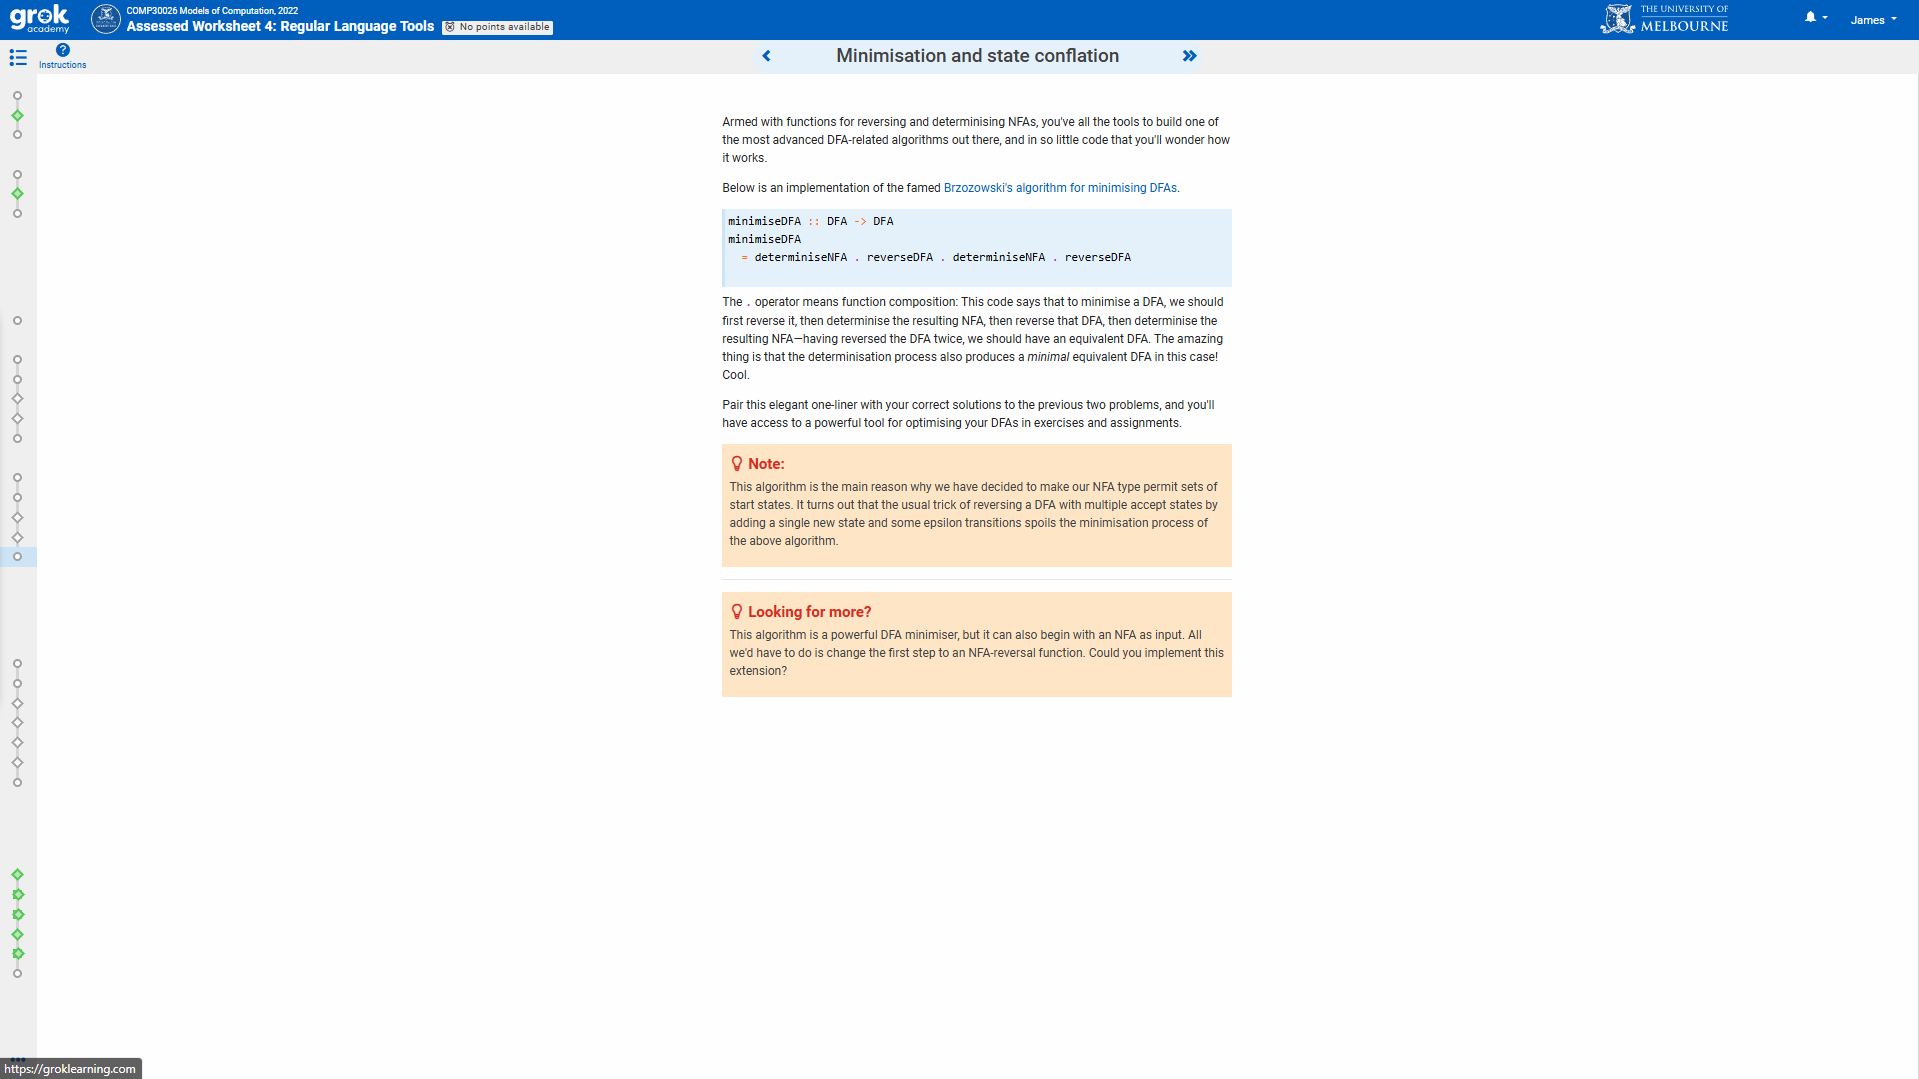 grok
academy
COMP30026 Models of Computation, 2022
Assessed Worksheet 4: Regular Language Tools
No points available
THE UNIVERSITY OF
MELBOURNE
James
Instructions
Minimisation and state conflation
Armed with functions for reversing and determinising NFAs, you've all the tools to build one of
the most advanced DFA-related algorithms out there, and in so little code that you'll wonder how
it works.
Below is an implementation of the famed Brzozowski's algorithm for minimising DFAs.
minimiseDFA :: DFA -> DFA
minimiseDFA
= determiniseNFA . reverseDFA . determiniseNFA . reverseDFA
The . operator means function composition: This code says that to minimise a DFA, we should
first reverse it, then determinise the resulting NFA, then reverse that DFA, then determinise the
resulting NFA—having reversed the DFA twice, we should have an equivalent DFA. The amazing
thing is that the determinisation process also produces a minimal equivalent DFA in this case!
Cool.
Pair this elegant one-liner with your correct solutions to the previous two problems, and you'll
have access to a powerful tool for optimising your DFAs in exercises and assignments.
Note:
This algorithm is the main reason why we have decided to make our NFA type permit sets of
start states. It turns out that the usual trick of reversing a DFA with multiple accept states by
adding a single new state and some epsilon transitions spoils the minimisation process of
the above algorithm.
Looking for more?
This algorithm is a powerful DFA minimiser, but it can also begin with an NFA as input. All
we'd have to do is change the first step to an NFA-reversal function. Could you implement this
extension?
https://groklearning.com